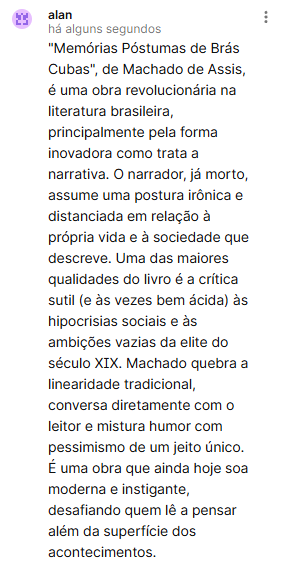 alan
há alguns segundos
"Memórias Póstumas de Brás
Cubas", de Machado de Assis,
é uma obra revolucionária na
literatura brasileira,
principalmente pela forma
inovadora como trata a
narrativa. O narrador, já morto,
assume uma postura irônica e
distanciada em relação à
própria vida e à sociedade que
descreve. Uma das maiores
qualidades do livro é a crítica
sutil (e às vezes bem ácida) às
hipocrisias sociais e às
ambições vazias da elite do
século XIX. Machado quebra a
linearidade tradicional,
conversa diretamente com o
leitor e mistura humor com
pessimismo de um jeito único.
É uma obra que ainda hoje soa
moderna e instigante,
desafiando quem lê a pensar
além da superfície dos
acontecimentos.